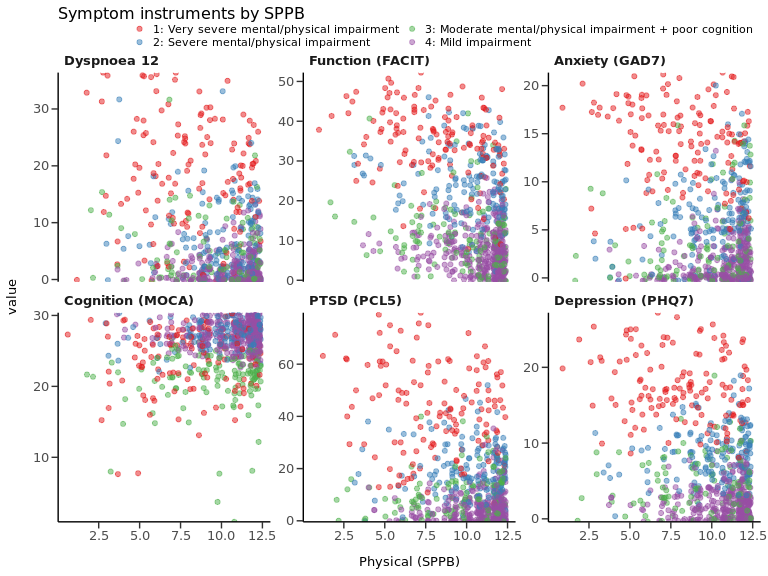 Symptom instruments by SPPB
1: Very severe mental/physical impairment
3: Moderate mental/physical impairment + poor cognition
2: Severe mental/physical impairment
4: Mild impairment
Dyspnoea 12
Function (FACIT)
Anxiety (GAD7)
30
20
10
0
50
40
30
20
10
0
20
15
10
5
0
value
Cognition (MOCA)
PTSD (PCL5)
Depression (PHQ7)
30
20
10
60
40
20
0
20
10
0
2.5 5.0 7.5 10.0 12.5
2.5 5.0 7.5 10.0 12.5
2.5 5.0 7.5 10.0 12.5
Physical (SPPB)